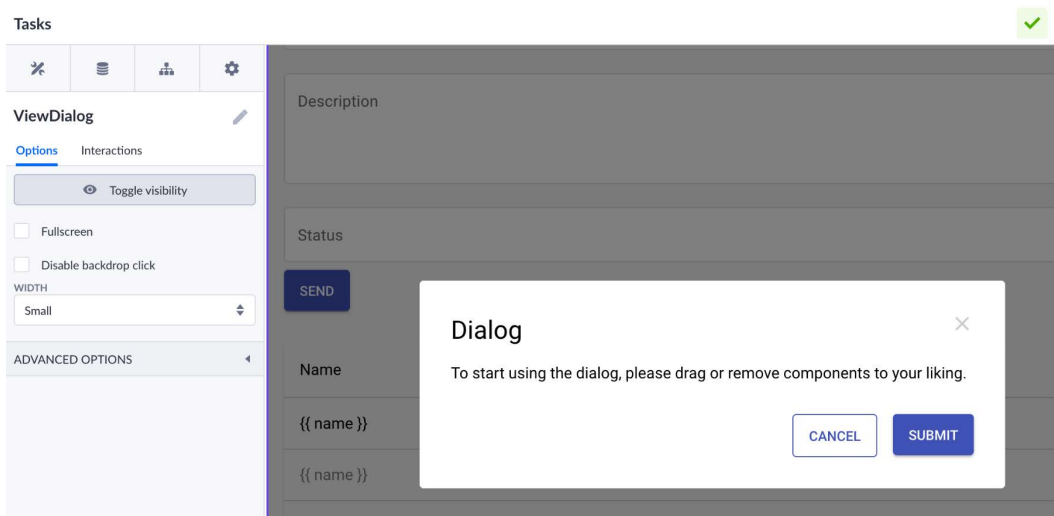 Tasks
ViewDialog
Options Interactions
Toggle visibility
Fullscreen
Disable backdrop click
WIDTH
Small
ADVANCED OPTIONS
Description
Status
SEND
Name
{{ name }}
{{ name }}
Dialog
To start using the dialog, please drag or remove components to your liking.
CANCEL SUBMIT